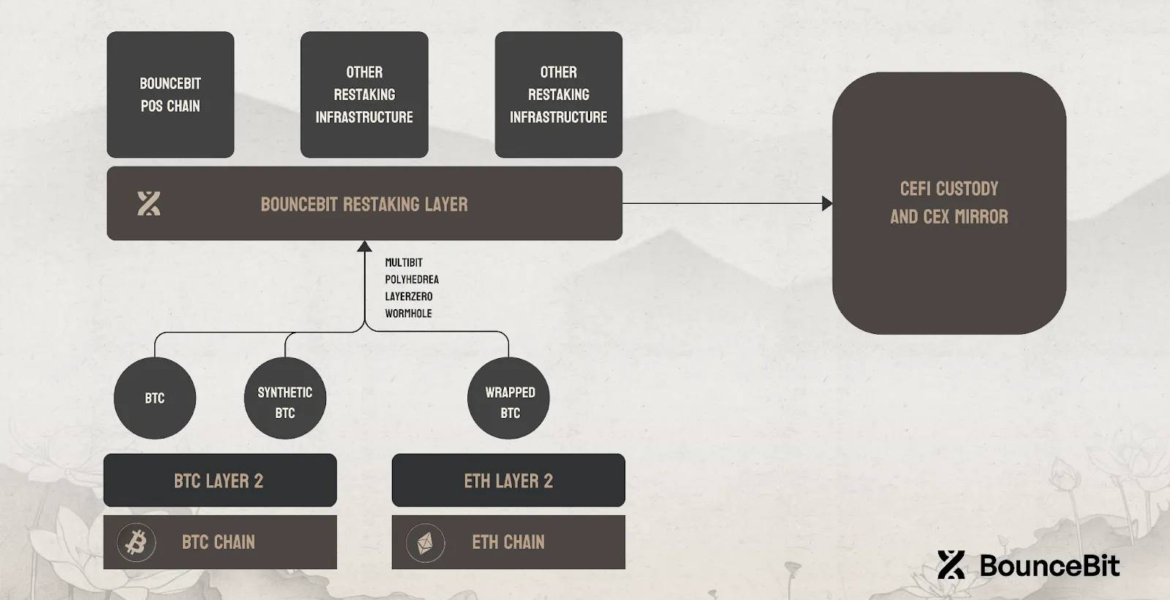 BOUNCEBIT
POS CHAIN
OTHER
RESTAKING
INFRASTRUCTURE
OTHER
RESTAKING
INFRASTRUCTURE
BOUNCEBIT RESTAKING LAYER
CEFI CUSTODY
AND CEX MIRROR
MULTIBIT
POLYHEDREA
LAYERZERO
WORMHOLE
BTC
SYNTHETIC
BTC
WRAPPED
BTC
BTC LAYER 2
ETH LAYER 2
BTC CHAIN
ETH CHAIN
BounceBit